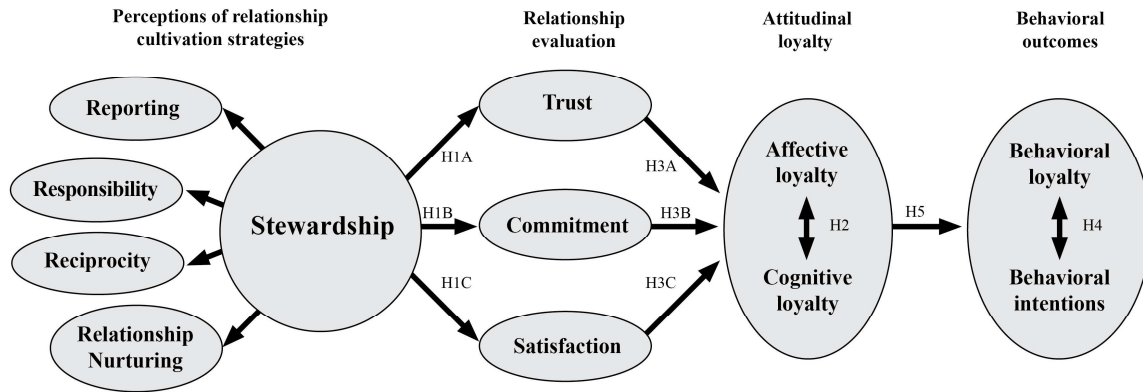 Perceptions of relationship
cultivation strategies
Relationship
evaluation
Attitudinal
loyalty
Behavioral
outcomes
Reporting
Responsibility
Reciprocity
Relationship
Nurturing
Stewardship
H1A
H1B
H1C
Trust
Commitment
Satisfaction
H3A
H3B
H3C
Affective
loyalty
H2
Cognitive
loyalty
H5
Behavioral
loyalty
H4
Behavioral
intentions